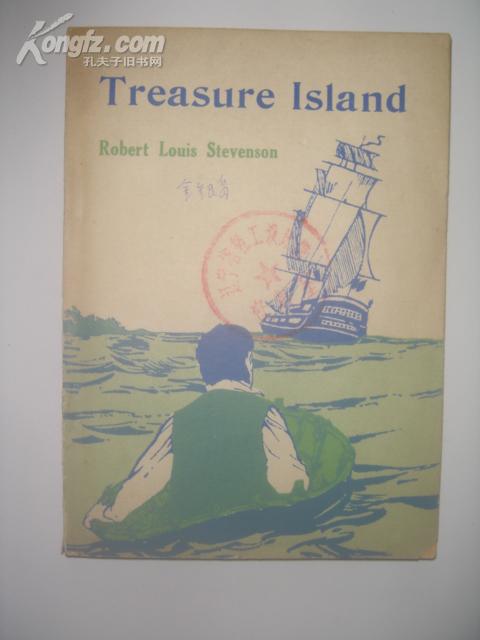 Kongfz.com
孔夫子旧书网
Treasure Island
Robert Louis Stevenson